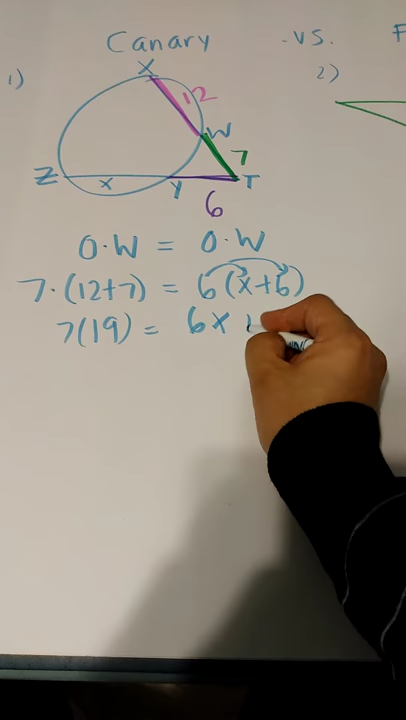 Canary -VS. F
1) 2)
X
12
W
7
Z x Y T
6
O·W = O·W
7·(12+7) = 6(x+6)
7(19) = 6x